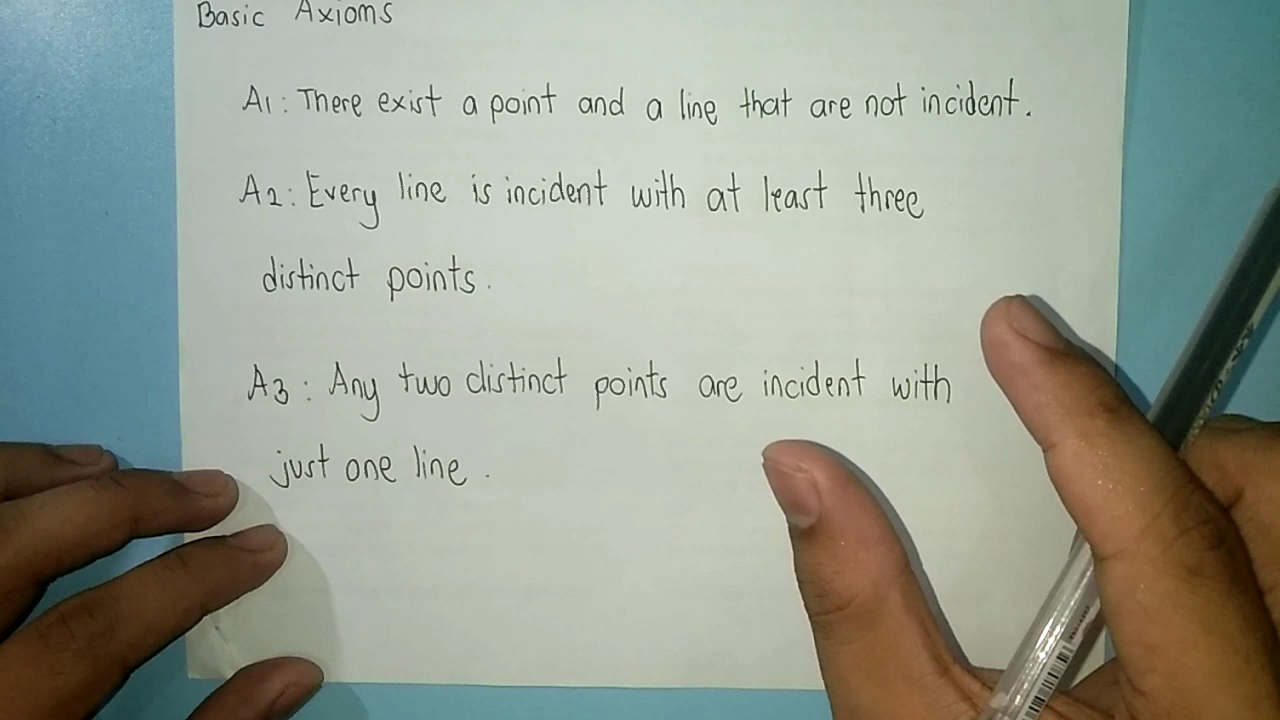 Basic Axioms
A1: There exist a point and a line that are not incident.
A2: Every line is incident with at least three
distinct points.
A3: Any two distinct points are incident with
just one line.